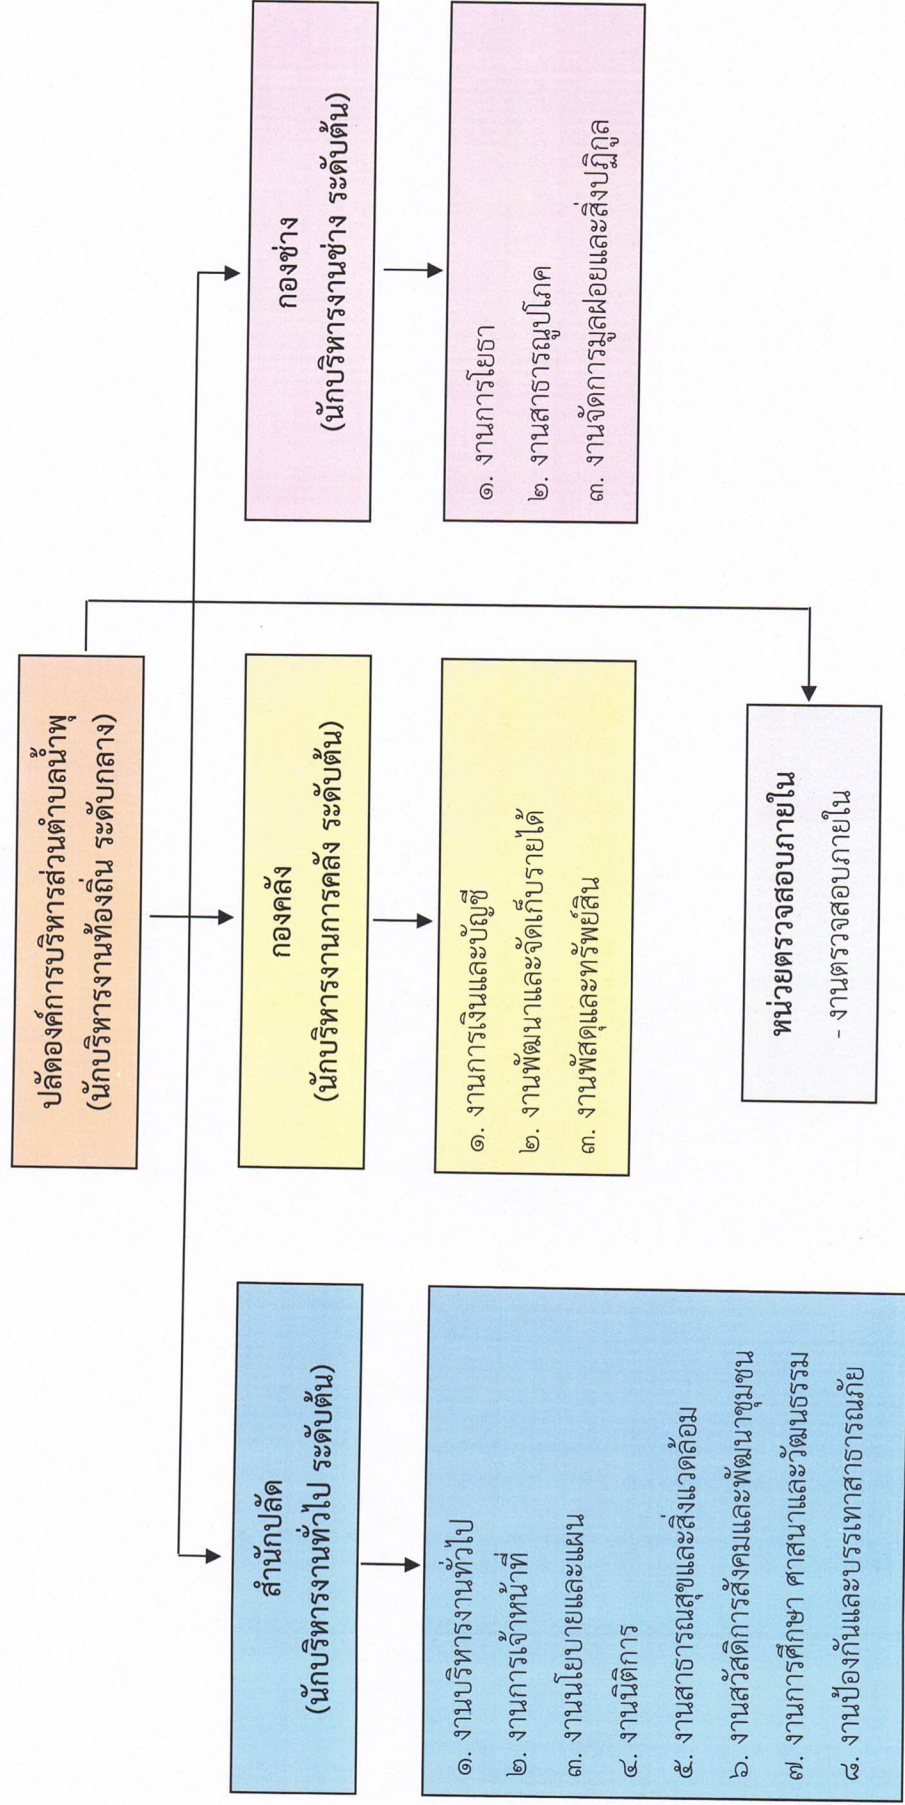 ปลัดองค์การบริหารส่วนตำบลน้ำพุ
(นักบริหารงานท้องถิ่น ระดับกลาง)
สำนักปลัด
(นักบริหารงานทั่วไป ระดับต้น)
๑. งานบริหารงานทั่วไป
๒. งานการเจ้าหน้าที่
๓. งานนโยบายและแผน
๔. งานนิติการ
๕. งานสาธารณสุขและสิ่งแวดล้อม
๖. งานสวัสดิการสังคมและพัฒนาชุมชน
๗. งานการศึกษา ศาสนาและวัฒนธรรม
๘. งานป้องกันและบรรเทาสาธารณภัย
กองคลัง
(นักบริหารงานการคลัง ระดับต้น)
๑. งานการเงินและบัญชี
๒. งานพัฒนาและจัดเก็บรายได้
๓. งานพัสดุและทรัพย์สิน
กองช่าง
(นักบริหารงานช่าง ระดับต้น)
๑. งานการโยธา
๒. งานสาธารณูปโภค
๓. งานจัดการมูลฝอยและสิ่งปฏิกูล
หน่วยตรวจสอบภายใน
- งานตรวจสอบภายใน